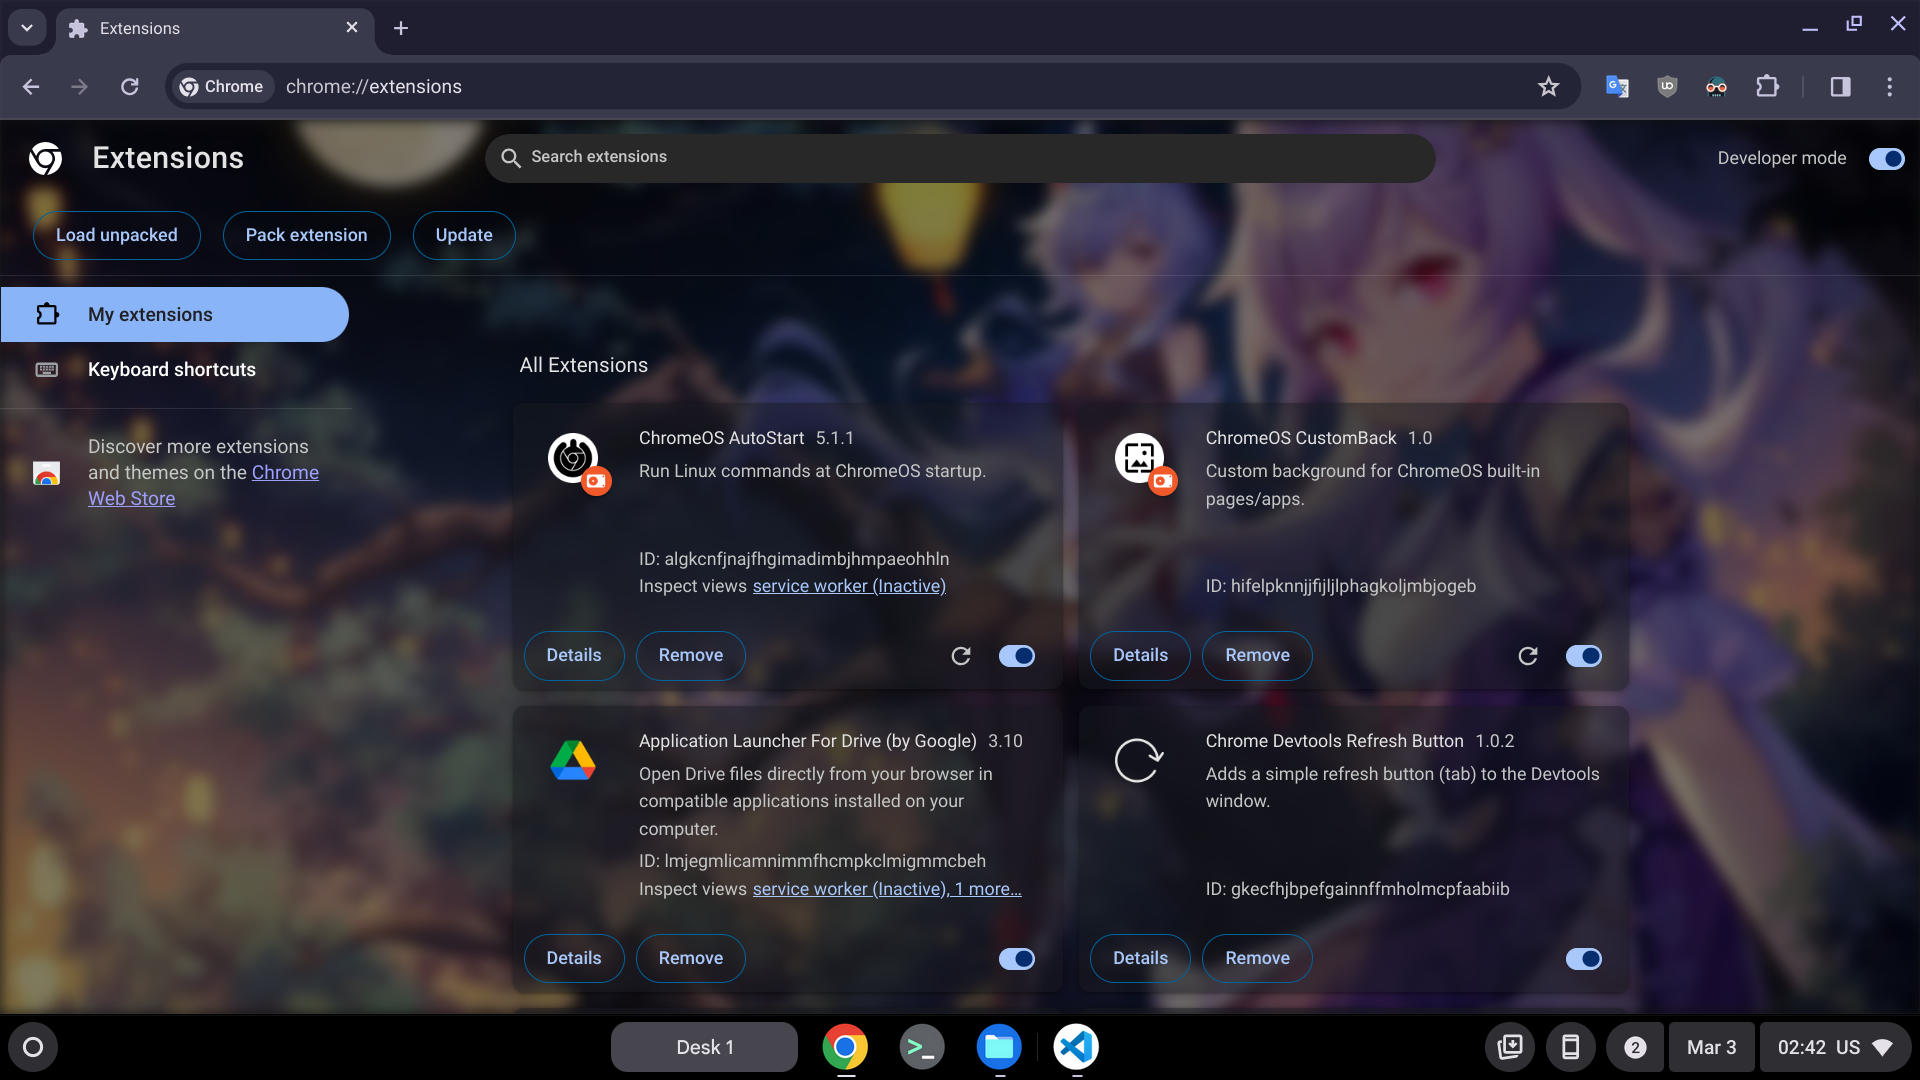 Extensions
Chrome
chrome://extensions
Extensions
Search extensions
Developer mode
Load unpacked
Pack extension
Update
My extensions
Keyboard shortcuts
Discover more extensions
and themes on the Chrome
Web Store
All Extensions
ChromeOS AutoStart 5.1.1
Run Linux commands at ChromeOS startup.
ID: algkcnfjnajfhgimadimbjhmpaeohhln
Inspect views service worker (Inactive)
Details
Remove
ChromeOS CustomBack 1.0
Custom background for ChromeOS built-in
pages/apps.
ID: hifelpknnjjfijljlphagkoljmbjogeb
Details
Remove
Application Launcher For Drive (by Google) 3.10
Open Drive files directly from your browser in
compatible applications installed on your
computer.
ID: lmjegmlicamnimmfhcmpkclmigmmcbeh
Inspect views service worker (Inactive), 1 more...
Details
Remove
Chrome Devtools Refresh Button 1.0.2
Adds a simple refresh button (tab) to the Devtools
window.
ID: gkecfhjbpefgainnffmholmcpfaabiib
Details
Remove
Desk 1
2
Mar 3
02:42 US